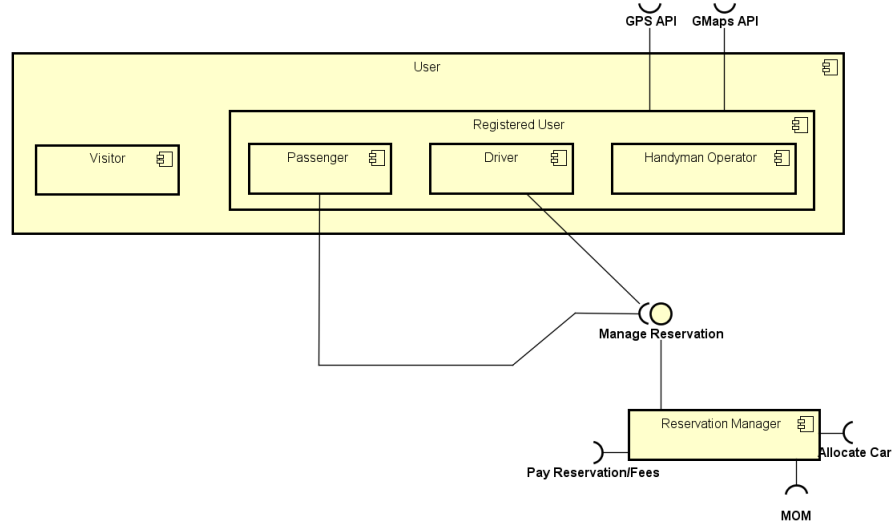 GPS API
GMaps API
User
Registered User
Visitor
Passenger
Driver
Handyman Operator
Manage Reservation
Reservation Manager
Allocate Car
Pay Reservation/Fees
MOM